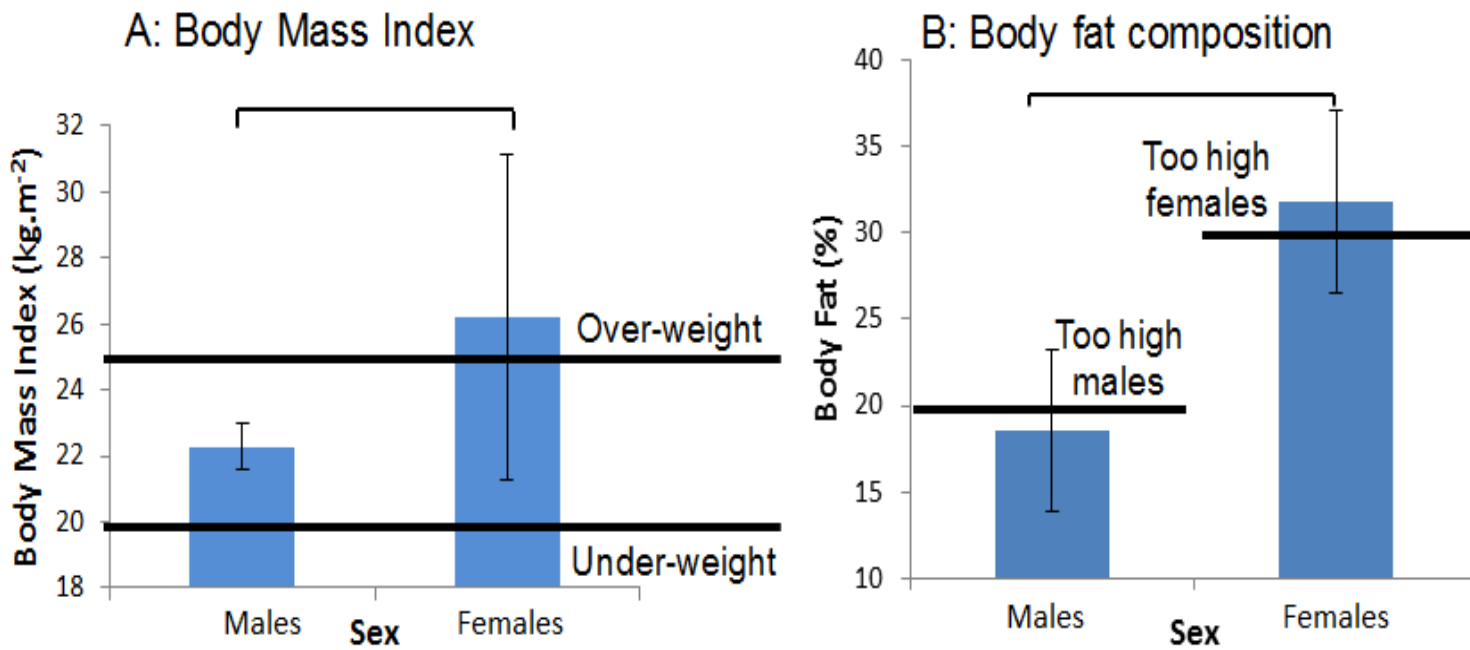 A: Body Mass Index
Body Mass Index (kg.m⁻²)
32
30
28
26
24
22
20
18
Over-weight
Under-weight
Males
Females
Sex
B: Body fat composition
Body Fat (%)
40
35
30
25
20
15
10
Too high
females
Too high
males
Males
Females
Sex